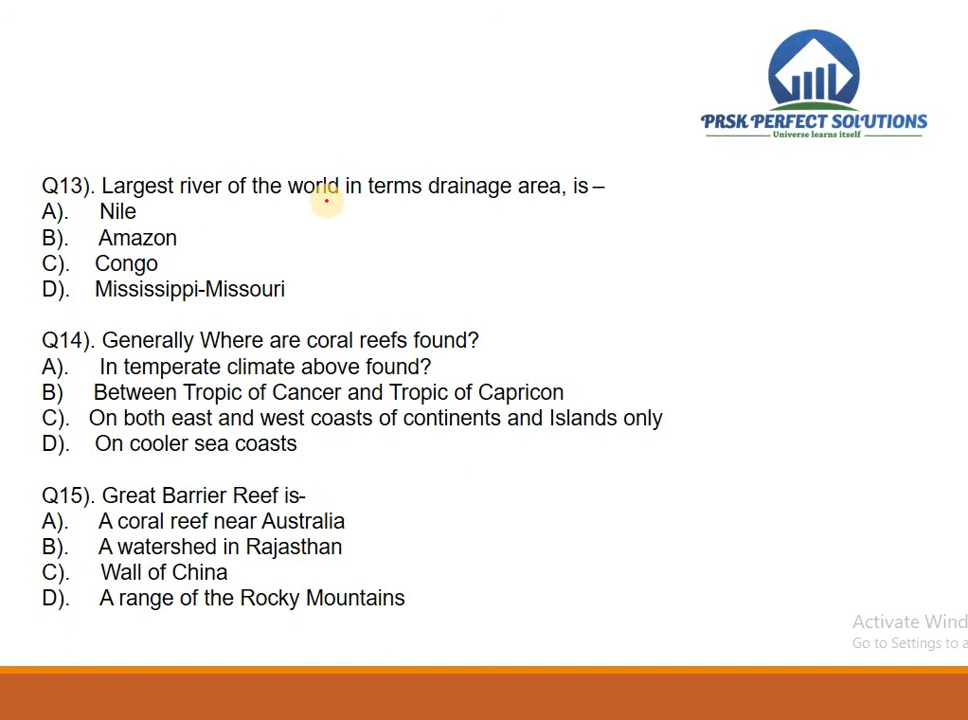 PRSK PERFECT SOLUTIONS
Universe learns itself
Q13). Largest river of the world in terms drainage area, is –
A). Nile
B). Amazon
C). Congo
D). Mississippi-Missouri
Q14). Generally Where are coral reefs found?
A). In temperate climate above found?
B) Between Tropic of Cancer and Tropic of Capricon
C). On both east and west coasts of continents and Islands only
D). On cooler sea coasts
Q15). Great Barrier Reef is-
A). A coral reef near Australia
B). A watershed in Rajasthan
C). Wall of China
D). A range of the Rocky Mountains
Activate Wind
Go to Settings to a